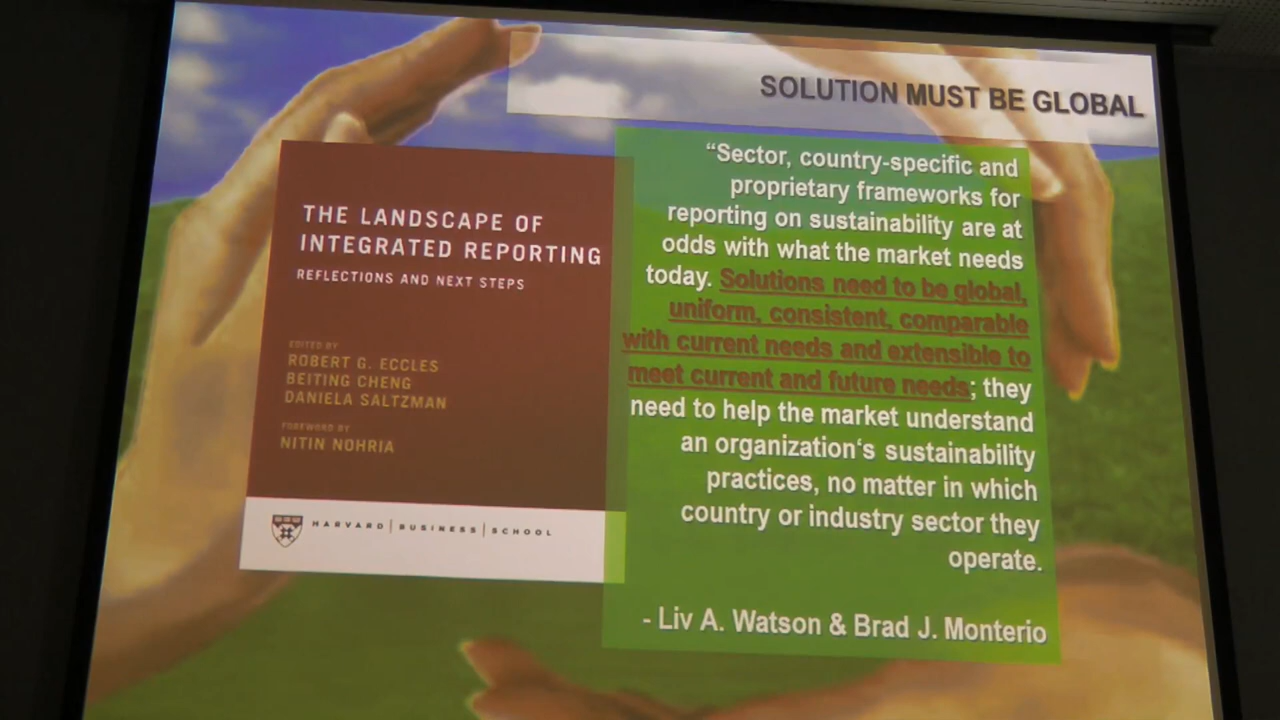 SOLUTION MUST BE GLOBAL
THE LANDSCAPE OF
INTEGRATED REPORTING
REFLECTIONS AND NEXT STEPS
EDITED BY
ROBERT G. ECCLES
BEITING CHENG
DANIELA SALTZMAN
FOREWORD BY
NITIN NOHRIA
HARVARD | BUSINESS | SCHOOL
“Sector, country-specific and
proprietary frameworks for
reporting on sustainability are at
odds with what the market needs
today. Solutions need to be global,
uniform, consistent, comparable
with current needs and extensible to
meet current and future needs; they
need to help the market understand
an organization‘s sustainability
practices, no matter in which
country or industry sector they
operate.
- Liv A. Watson & Brad J. Monterio